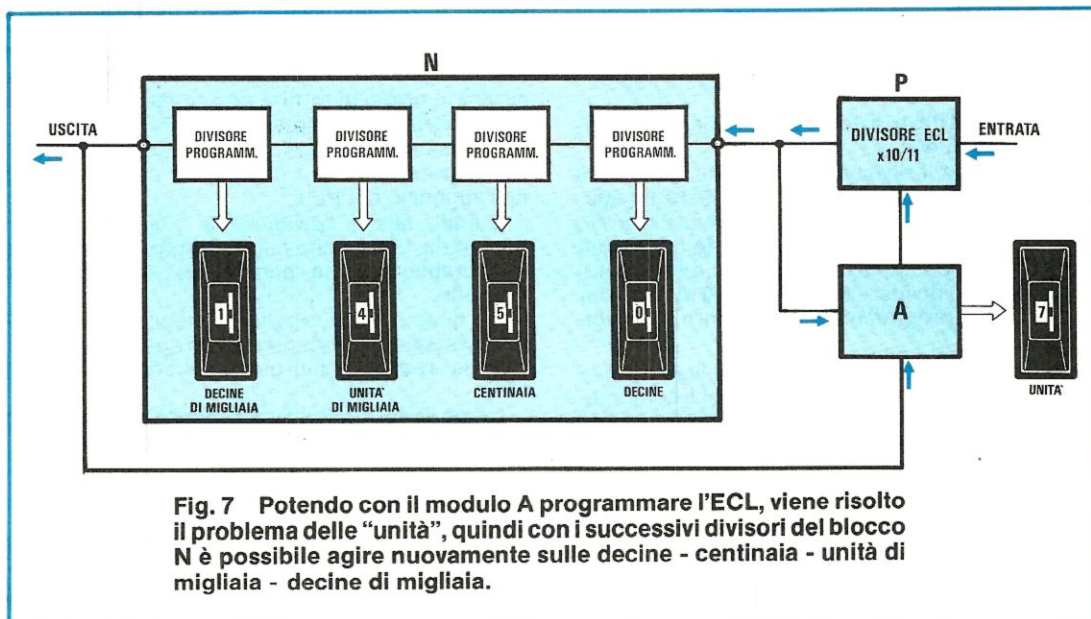 N
P
USCITA
DIVISORE
PROGRAMM.
DIVISORE
PROGRAMM.
DIVISORE
PROGRAMM.
DIVISORE
PROGRAMM.
DIVISORE ECL
x10/11
ENTRATA
1
4
5
0
A
7
DECINE
DI MIGLIAIA
UNITA'
DI MIGLIAIA
CENTINAIA
DECINE
UNITA'
Fig. 7 Potendo con il modulo A programmare l'ECL, viene risolto
il problema delle "unità", quindi con i successivi divisori del blocco
N è possibile agire nuovamente sulle decine - centinaia - unità di
migliaia - decine di migliaia.